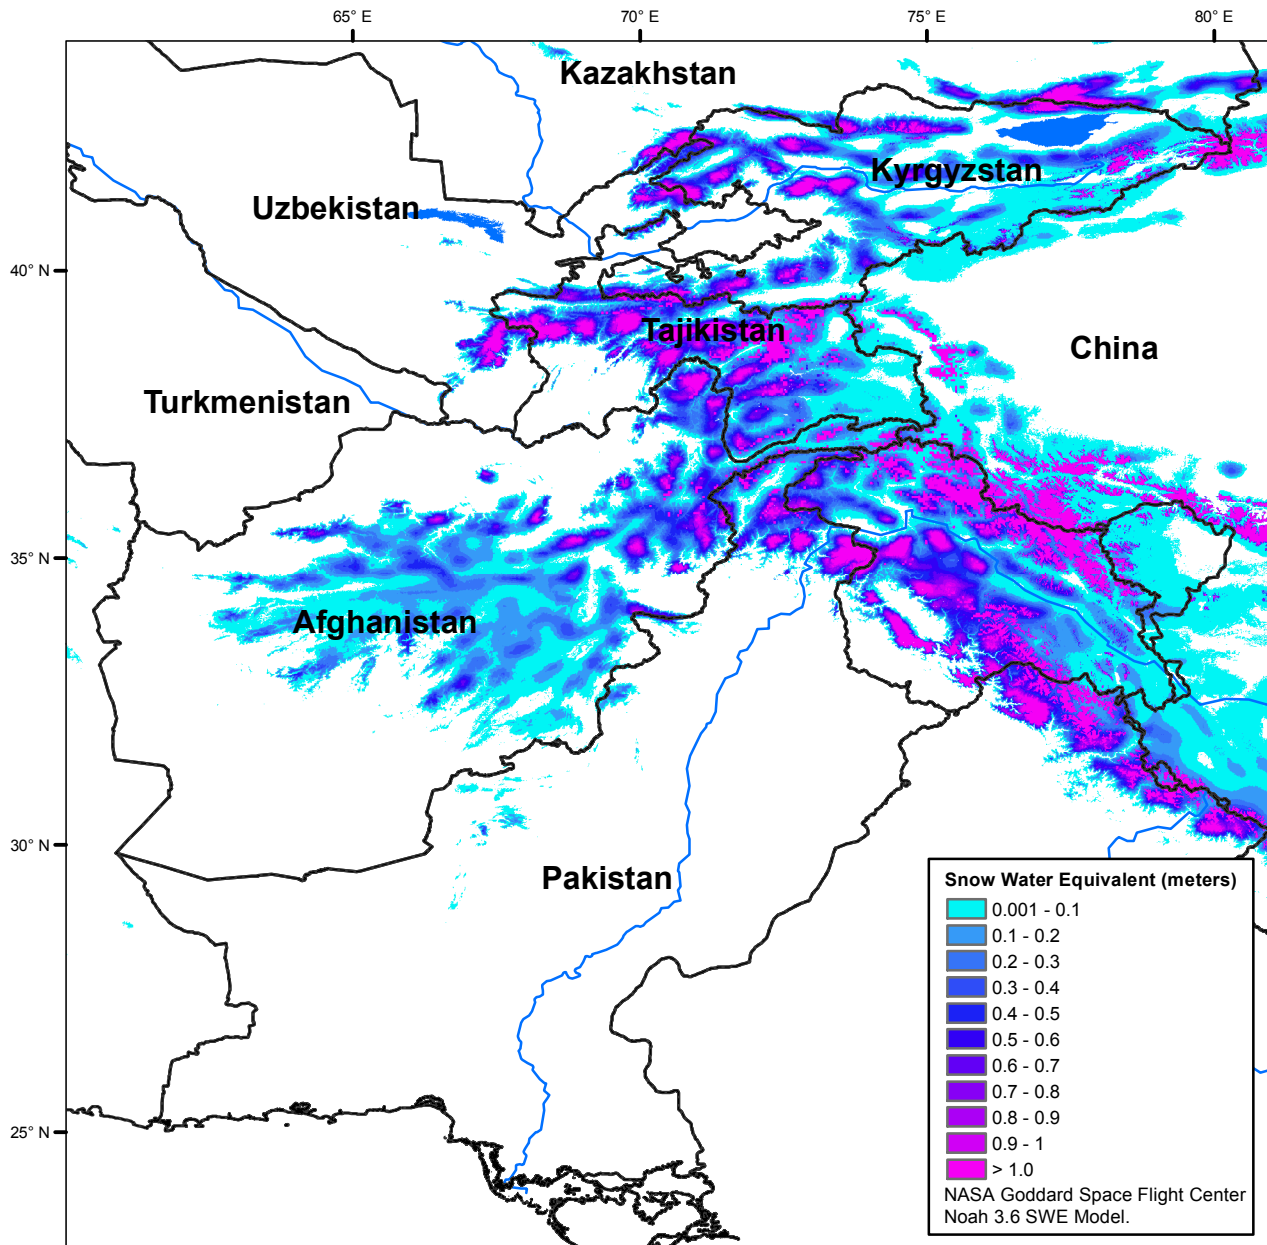 65° E
70° E
75° E
80° E
Kazakhstan
Kyrgyzstan
Uzbekistan
40° N
Tajikistan
China
Turkmenistan
35° N
Afghanistan
30° N
Pakistan
25° N
Snow Water Equivalent (meters)
0.001 - 0.1
0.1 - 0.2
0.2 - 0.3
0.3 - 0.4
0.4 - 0.5
0.5 - 0.6
0.6 - 0.7
0.7 - 0.8
0.8 - 0.9
0.9 - 1
> 1.0
NASA Goddard Space Flight Center
Noah 3.6 SWE Model.